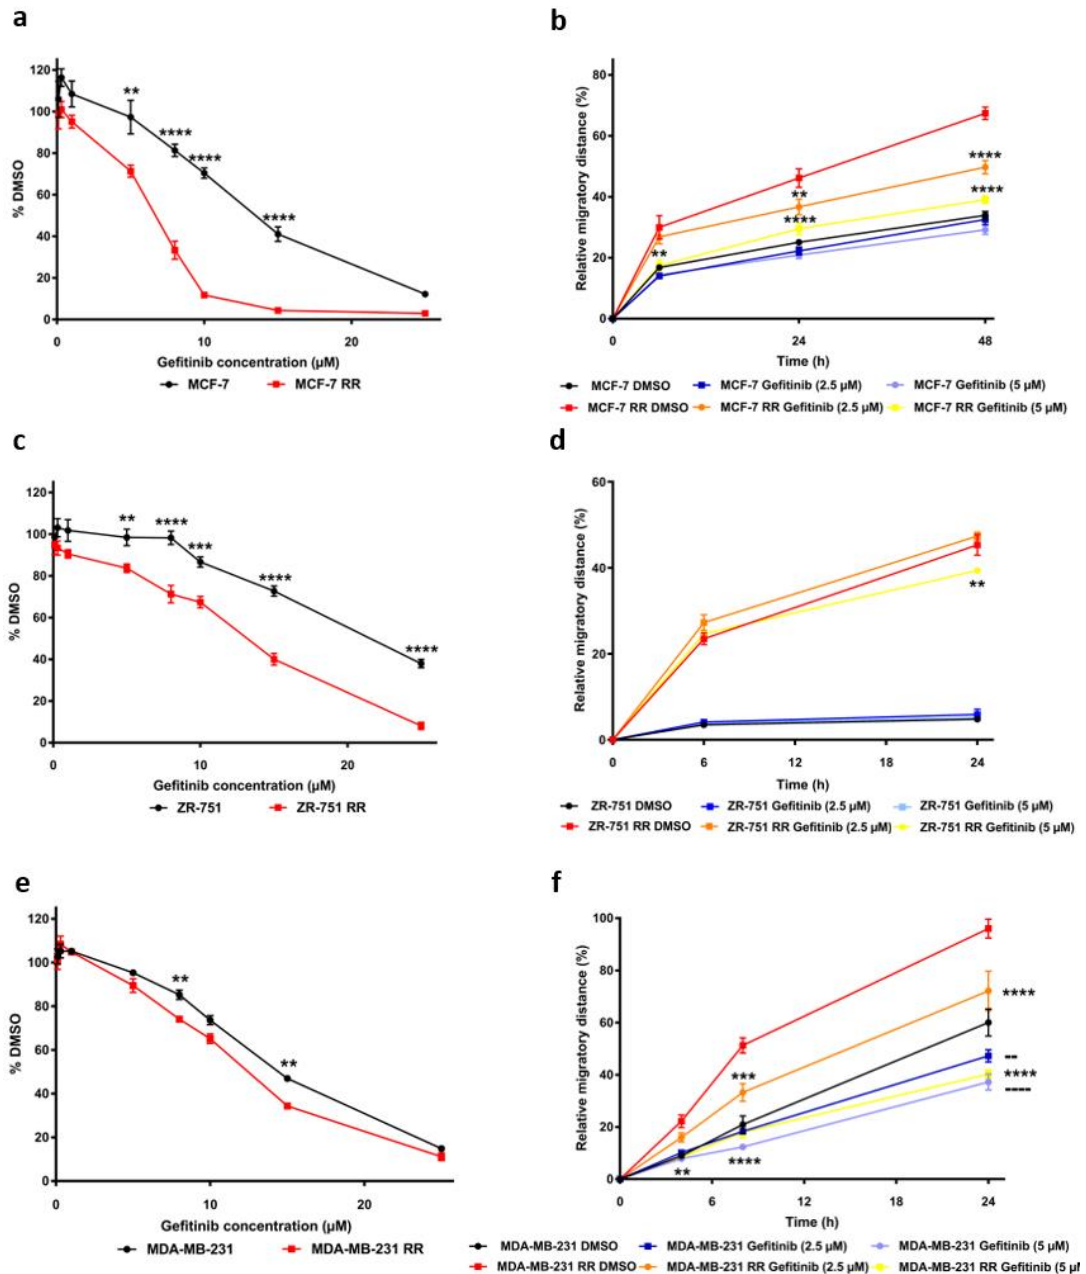 a
% DMSO
120
100
80
60
40
20
0
**
****
****
****
0 10 20
Gefitinib concentration (µM)
MCF-7 MCF-7 RR
b
Relative migratory distance (%)
80
60
40
20
0
**
**
****
****
****
0 24 48
Time (h)
MCF-7 DMSO MCF-7 Gefitinib (2.5 µM) MCF-7 Gefitinib (5 µM)
MCF-7 RR DMSO MCF-7 RR Gefitinib (2.5 µM) MCF-7 RR Gefitinib (5 µM)
c
% DMSO
120
100
80
60
40
20
0
**
****
***
****
****
0 10 20
Gefitinib concentration (µM)
ZR-751 ZR-751 RR
d
Relative migratory distance (%)
60
40
20
0
**
0 6 12 18 24
Time (h)
ZR-751 DMSO ZR-751 Gefitinib (2.5 µM) ZR-751 Gefitinib (5 µM)
ZR-751 RR DMSO ZR-751 RR Gefitinib (2.5 µM) ZR-751 RR Gefitinib (5 µM)
e
% DMSO
120
100
80
60
40
20
0
**
**
0 10 20
Gefitinib concentration (µM)
MDA-MB-231 MDA-MB-231 RR
f
Relative migratory distance (%)
100
80
60
40
20
0
**
***
****
****
--
****
----
0 6 12 18 24
Time (h)
MDA-MB-231 DMSO MDA-MB-231 Gefitinib (2.5 µM) MDA-MB-231 Gefitinib (5 µM)
MDA-MB-231 RR DMSO MDA-MB-231 RR Gefitinib (2.5 µM) MDA-MB-231 RR Gefitinib (5 µM